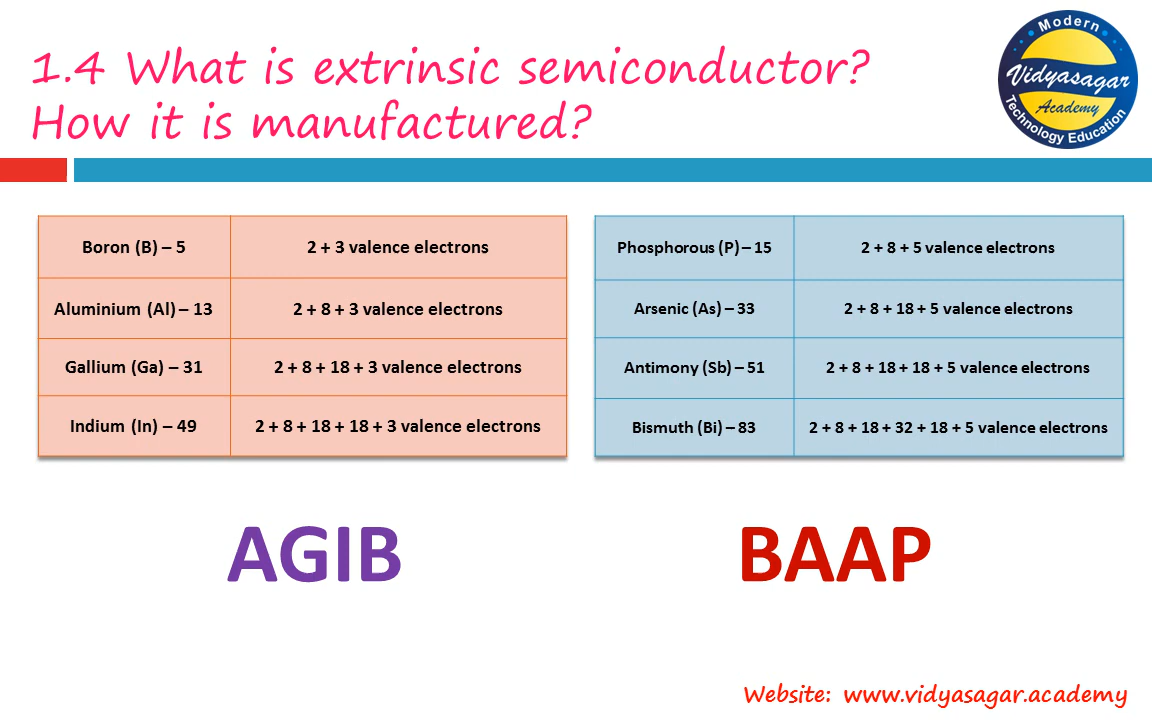 1.4 What is extrinsic semiconductor?
How it is manufactured?
Modern
Vidyasagar
Academy
Technology Education
Boron (B) – 5
2 + 3 valence electrons
Aluminium (Al) – 13
2 + 8 + 3 valence electrons
Gallium (Ga) – 31
2 + 8 + 18 + 3 valence electrons
Indium (In) – 49
2 + 8 + 18 + 18 + 3 valence electrons
Phosphorous (P) – 15
2 + 8 + 5 valence electrons
Arsenic (As) – 33
2 + 8 + 18 + 5 valence electrons
Antimony (Sb) – 51
2 + 8 + 18 + 18 + 5 valence electrons
Bismuth (Bi) – 83
2 + 8 + 18 + 32 + 18 + 5 valence electrons
AGIB
BAAP
Website: www.vidyasagar.academy